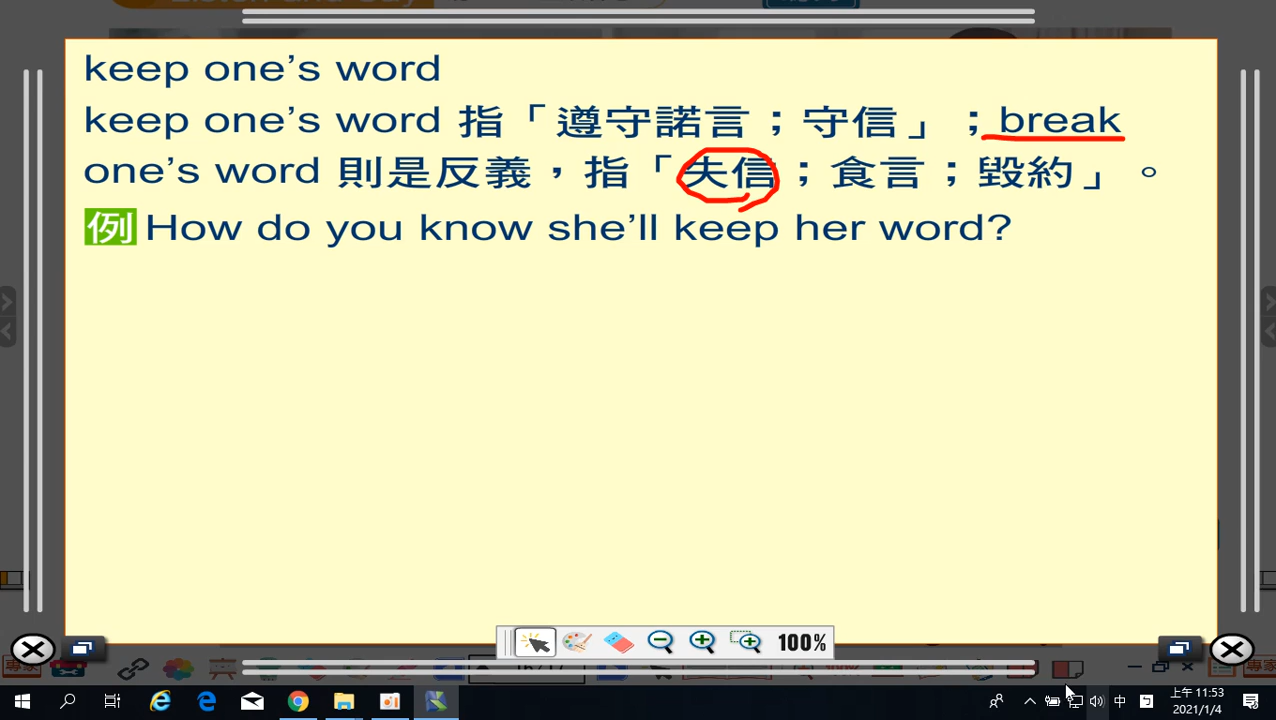 keep one's word
keep one's word 指「遵守諾言；守信」；break
one's word 則是反義，指「失信；食言；毀約」。
例 How do you know she'll keep her word?
100%
中
上午 11:53
2021/1/4